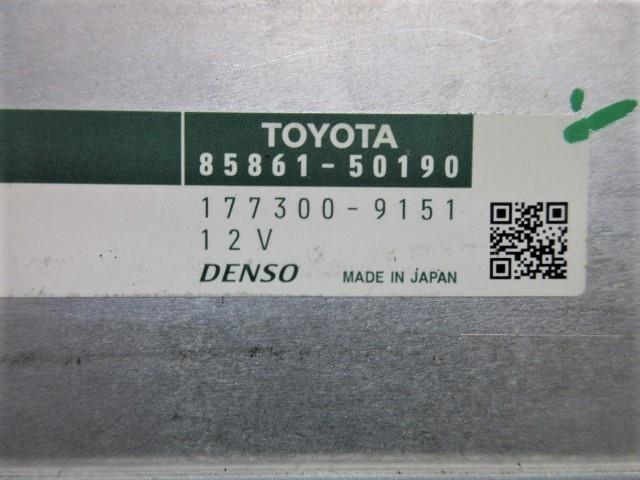 TOYOTA
85861-50190
177300-9151
12V
DENSO MADE IN JAPAN